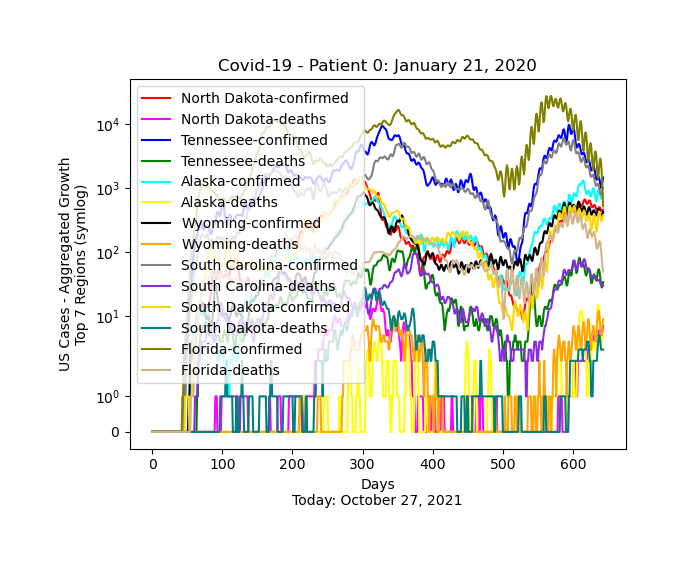 Covid-19 - Patient 0: January 21, 2020
US Cases - Aggregated Growth
Top 7 Regions (symlog)
10^4
10^3
10^2
10^1
10^0
0
North Dakota-confirmed
North Dakota-deaths
Tennessee-confirmed
Tennessee-deaths
Alaska-confirmed
Alaska-deaths
Wyoming-confirmed
Wyoming-deaths
South Carolina-confirmed
South Carolina-deaths
South Dakota-confirmed
South Dakota-deaths
Florida-confirmed
Florida-deaths
0 100 200 300 400 500 600
Days
Today: October 27, 2021